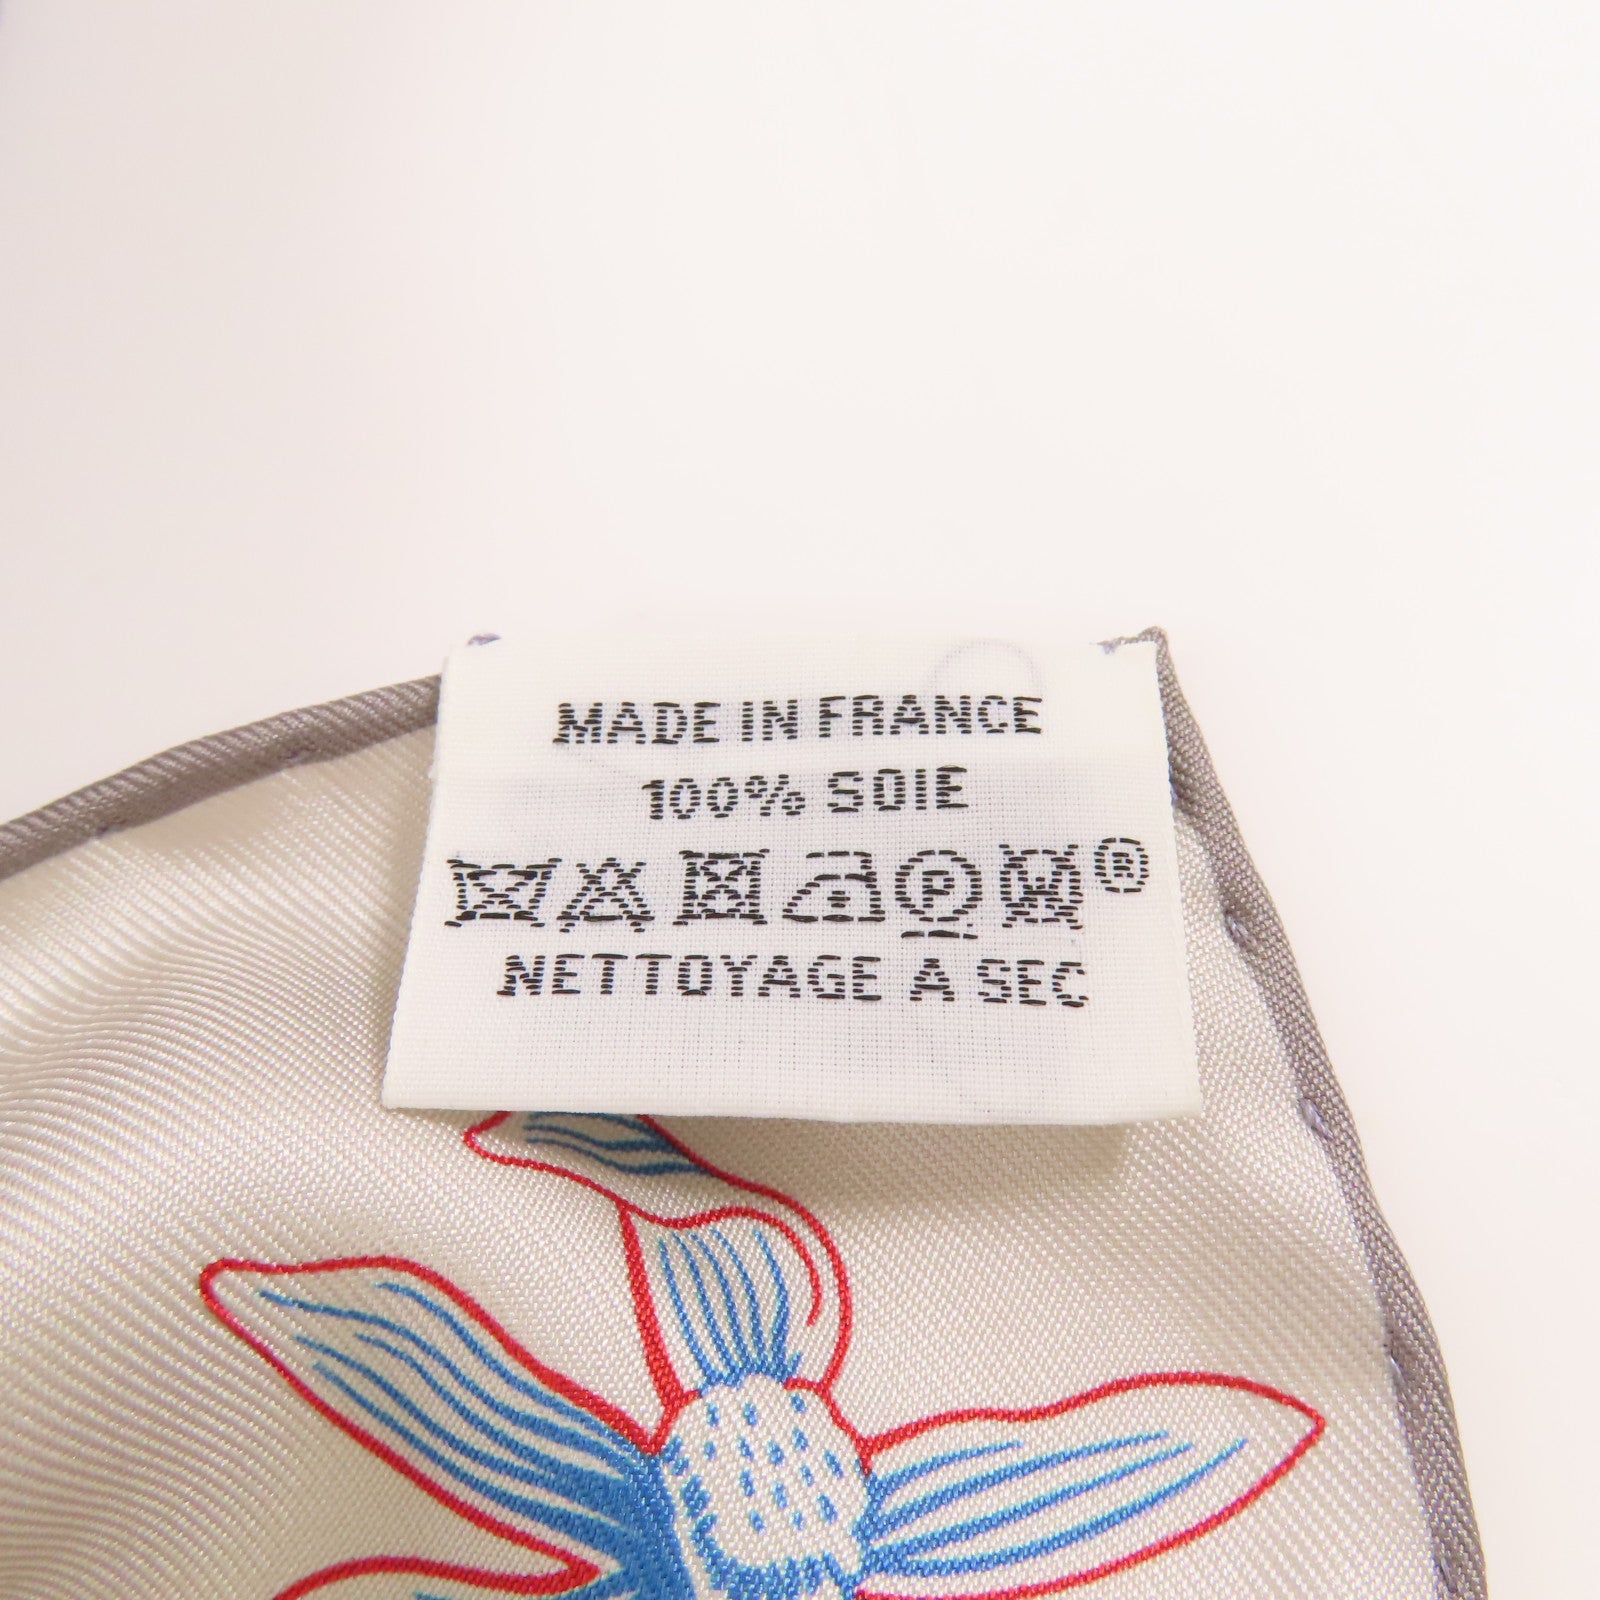 MADE IN FRANCE
100% SOIE
P ®
NETTOYAGE A SEC